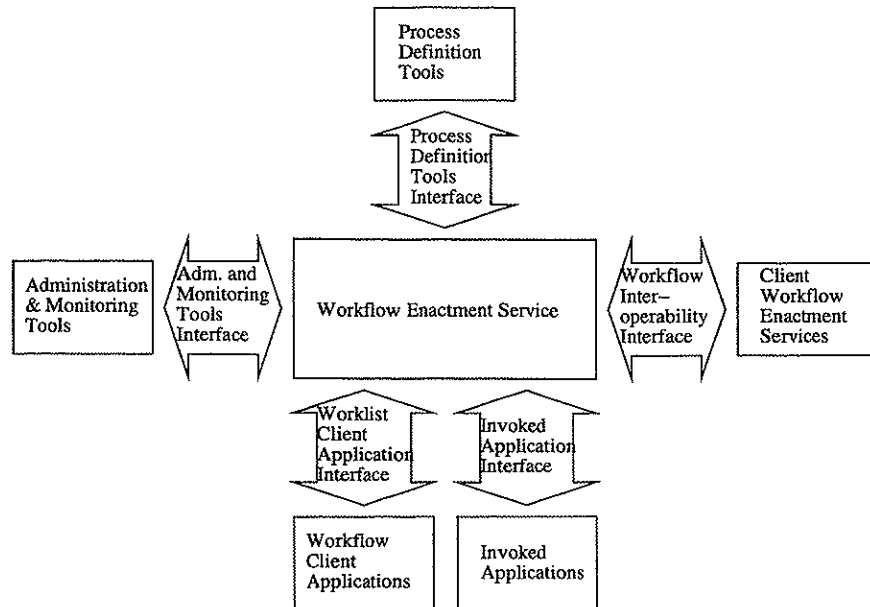 Process
Definition
Tools
Process
Definition
Tools
Interface
Administration
& Monitoring
Tools
Adm. and
Monitoring
Tools
Interface
Workflow Enactment Service
Workflow
Inter–
operability
Interface
Client
Workflow
Enactment
Services
Worklist
Client
Application
Interface
Invoked
Application
Interface
Workflow
Client
Applications
Invoked
Applications